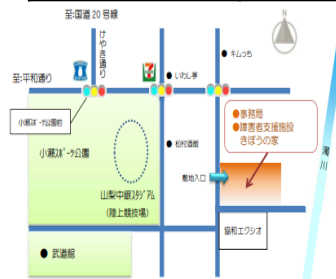 至:国道20号線
けやき通り
キムっち
N
至:平和通り
いわし亭
小瀬スポーツ公園前
小瀬スポーツ公園
松村酒店
事務局
障害者支援施設
きぼうの家
敷地入口
山梨中銀スタジアム
(陸上競技場)
濁川
協和エクシオ
武道館